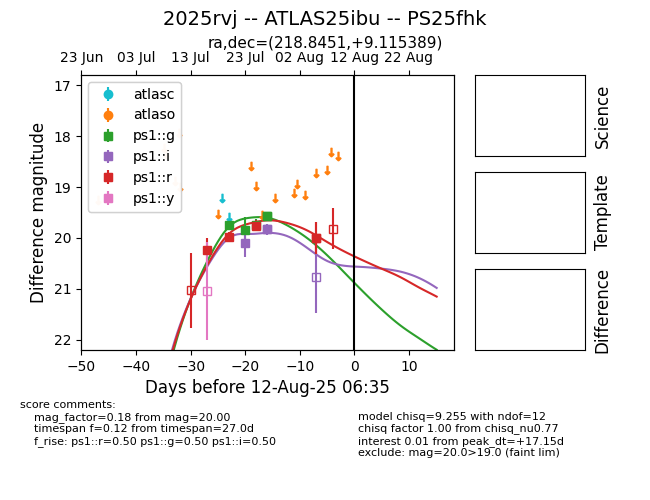 2025rvj -- ATLAS25ibu -- PS25fhk
ra,dec=(218.8451,+9.115389)
23 Jun 03 Jul 13 Jul 23 Jul 02 Aug 12 Aug 22 Aug
17
18
19
20
21
22
Difference magnitude
atlasc
atlaso
ps1::g
ps1::i
ps1::r
ps1::y
−50 −40 −30 −20 −10 0 10
Days before 12-Aug-25 06:35
Science
Template
Difference
score comments:
mag_factor=0.18 from mag=20.00
timespan f=0.12 from timespan=27.0d
f_rise: ps1::r=0.50 ps1::g=0.50 ps1::i=0.50
model chisq=9.255 with ndof=12
chisq factor 1.00 from chisq_nu0.77
interest 0.01 from peak_dt=+17.15d
exclude: mag=20.0>19.0 (faint lim)